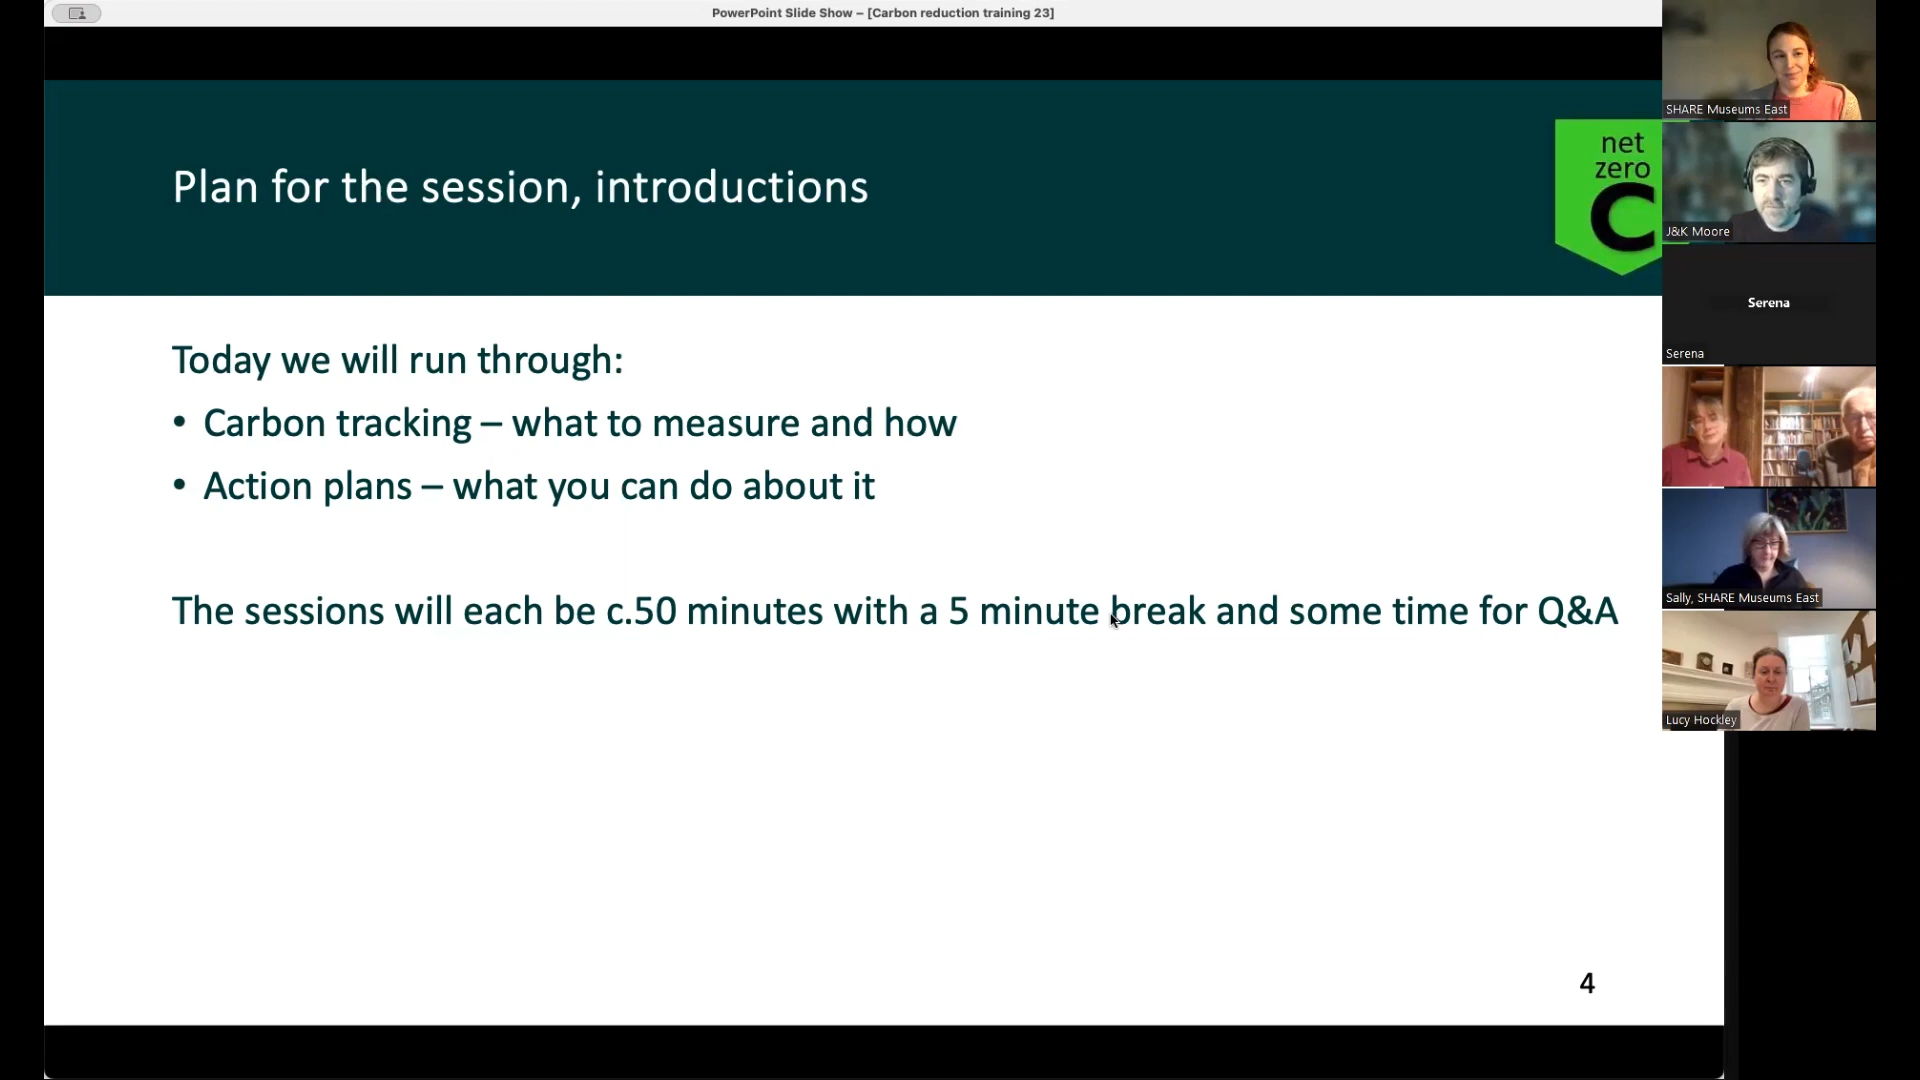 PowerPoint Slide Show – [Carbon reduction training 23]
Plan for the session, introductions
net
zero
C
Today we will run through:
• Carbon tracking – what to measure and how
• Action plans – what you can do about it
The sessions will each be c.50 minutes with a 5 minute break and some time for Q&A
4
SHARE Museums East
J&K Moore
Serena
Serena
Sally, SHARE Museums East
Lucy Hockley